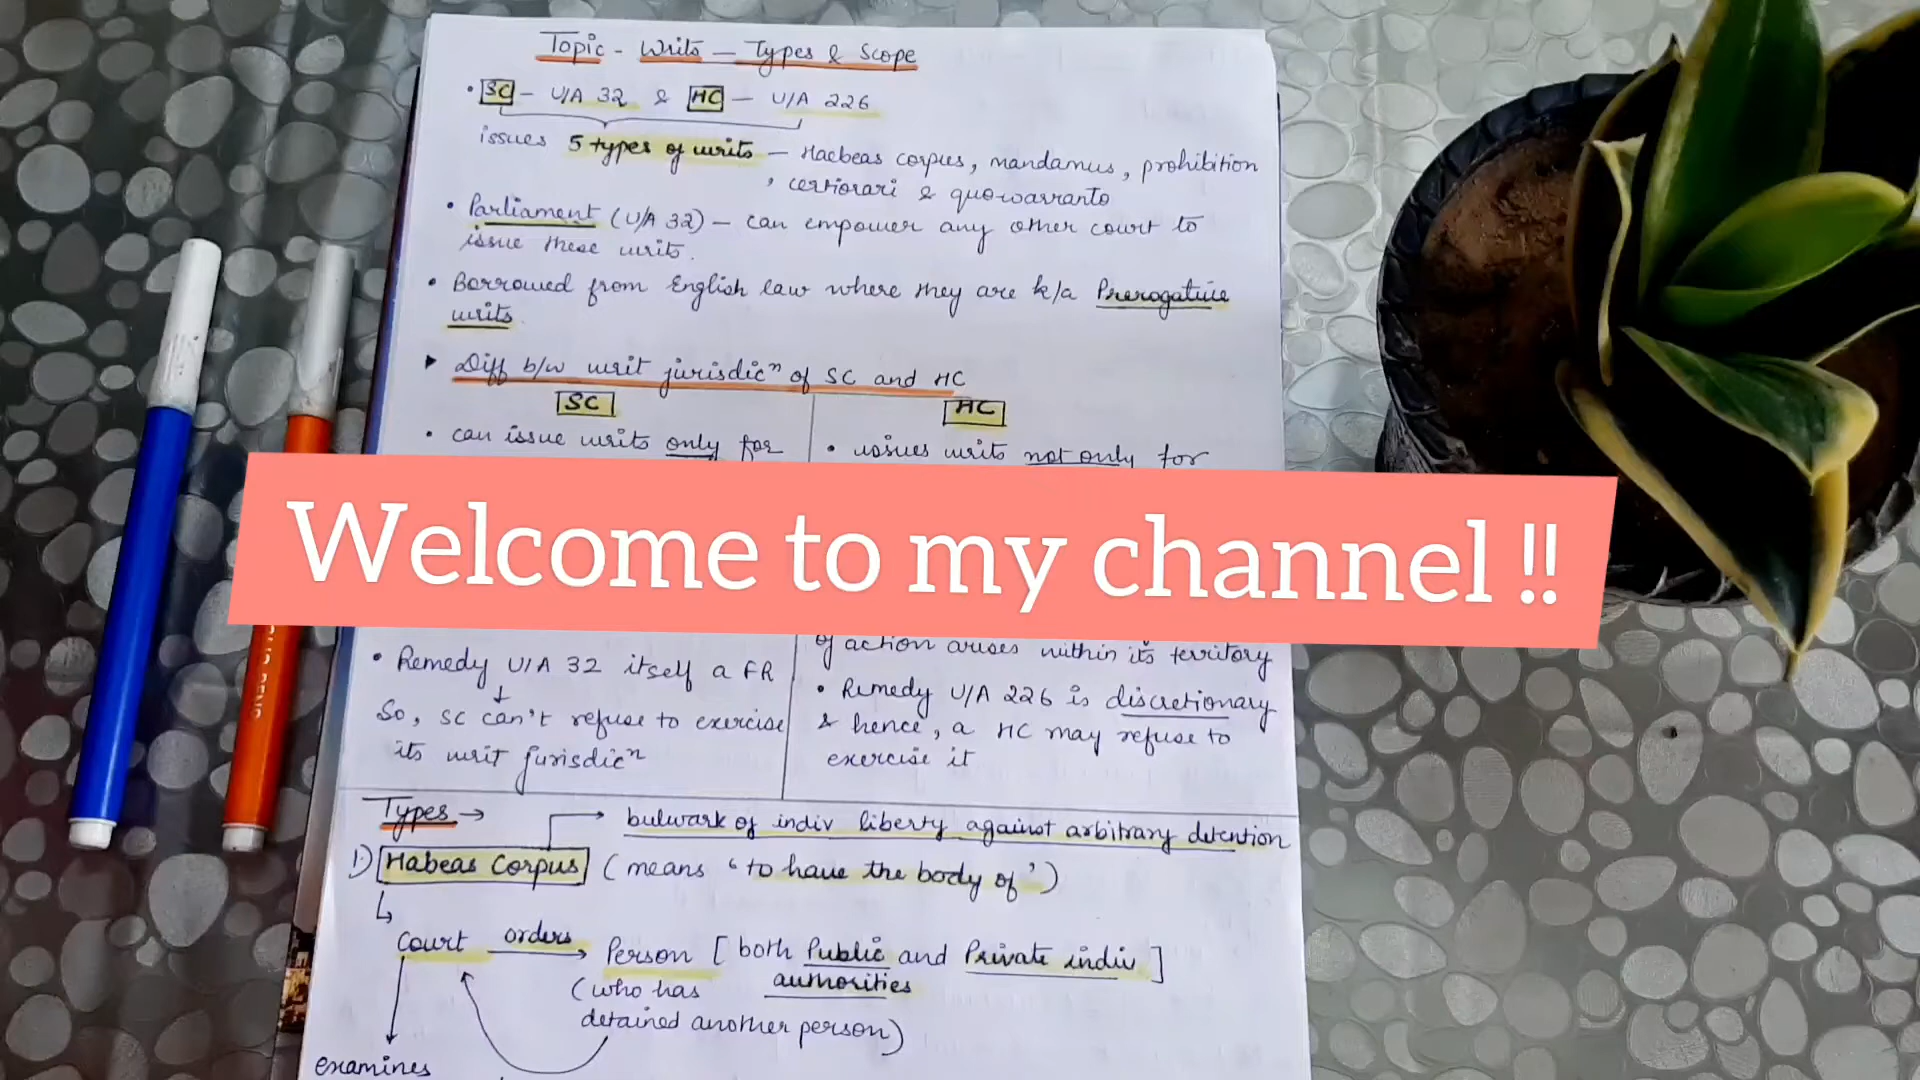 Topic - Writs - Types & Scope
• SC - U/A 32 & HC - U/A 226
issues 5 types of writs - Haebeas corpus, mandamus, prohibition
, certiorari & quo-warranto
• Parliament (U/A 32) - can empower any other court to
issue these writs.
• Borrowed from English law where they are k/a Prerogative
writs
▸ Diff b/w writ jurisdicⁿ of SC and HC
SC
• can issue writs only for
HC
• issues writs not only for
Welcome to my channel !!
• Remedy U/A 32 itself a FR
↓
So, SC can't refuse to exercise
its writ jurisdicⁿ
of action arises within its territory
• Remedy U/A 226 is discretionary
& hence, a HC may refuse to
exercise it
Types →
→ bulwark of indiv liberty against arbitrary detention
1) Habeas Corpus (means 'to have the body of')
Court orders → Person [both Public and Private indiv]
authorities
(who has
detained another person)
examines